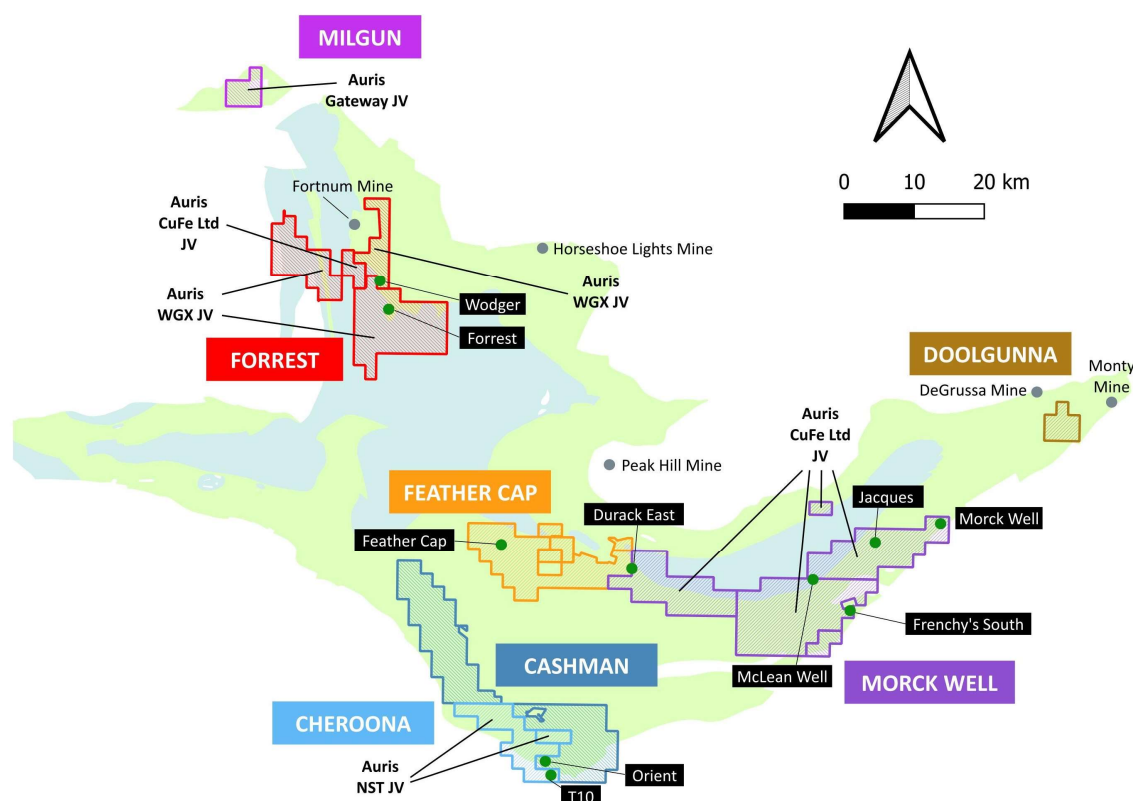 MILGUN
Auris
Gateway JV
0 10 20 km
Fortnum Mine
Auris
CuFe Ltd
JV
Horseshoe Lights Mine
Auris
WGX JV
Auris
WGX JV
Wodger
Forrest
FORREST
DOOLGUNNA
Monty
Mine
DeGrussa Mine
Auris
CuFe Ltd
JV
Peak Hill Mine
FEATHER CAP
Jacques
Durack East
Morck Well
Feather Cap
Frenchy's South
CASHMAN
McLean Well
MORCK WELL
CHEROONA
Auris
NST JV
Orient
T10